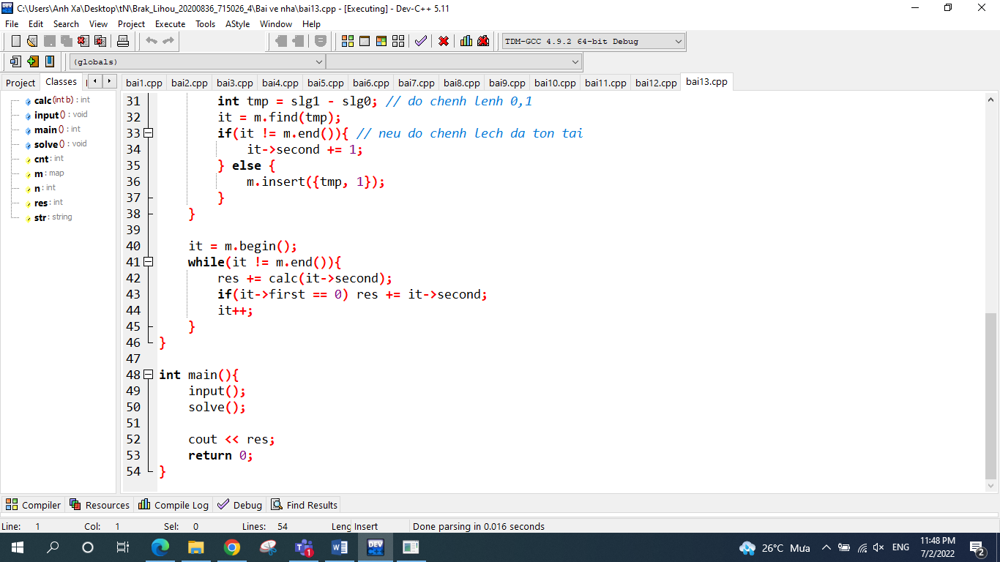 C:\Users\Anh Xa\Desktop\tN\Brak_Lihou_20200836_715026_4\Bai ve nha\bai13.cpp - [Executing] - Dev-C++ 5.11
File Edit Search View Project Execute Tools AStyle Window Help
TDM-GCC 4.9.2 64-bit Debug
(globals)
Project Classes
bai1.cpp bai2.cpp bai3.cpp bai4.cpp bai5.cpp bai6.cpp bai7.cpp bai8.cpp bai9.cpp bai10.cpp bai11.cpp bai12.cpp bai13.cpp
calc (int b) : int
input () : void
main () : int
solve () : void
cnt : int
m : map
n : int
res : int
str : string
31 int tmp = slg1 - slg0; // do chenh lenh 0,1
32 it = m.find(tmp);
33 if(it != m.end()){ // neu do chenh lech da ton tai
34 it->second += 1;
35 } else {
36 m.insert({tmp, 1});
37 }
38 }
39
40 it = m.begin();
41 while(it != m.end()){
42 res += calc(it->second);
43 if(it->first == 0) res += it->second;
44 it++;
45 }
46 }
47
48 int main(){
49 input();
50 solve();
51
52 cout << res;
53 return 0;
54 }
Compiler Resources Compile Log Debug Find Results
Line: 1 Col: 1 Sel: 0 Lines: 54 Leng Insert Done parsing in 0.016 seconds
DEV
26°C Mưa ENG
11:48 PM
7/2/2022
1
2